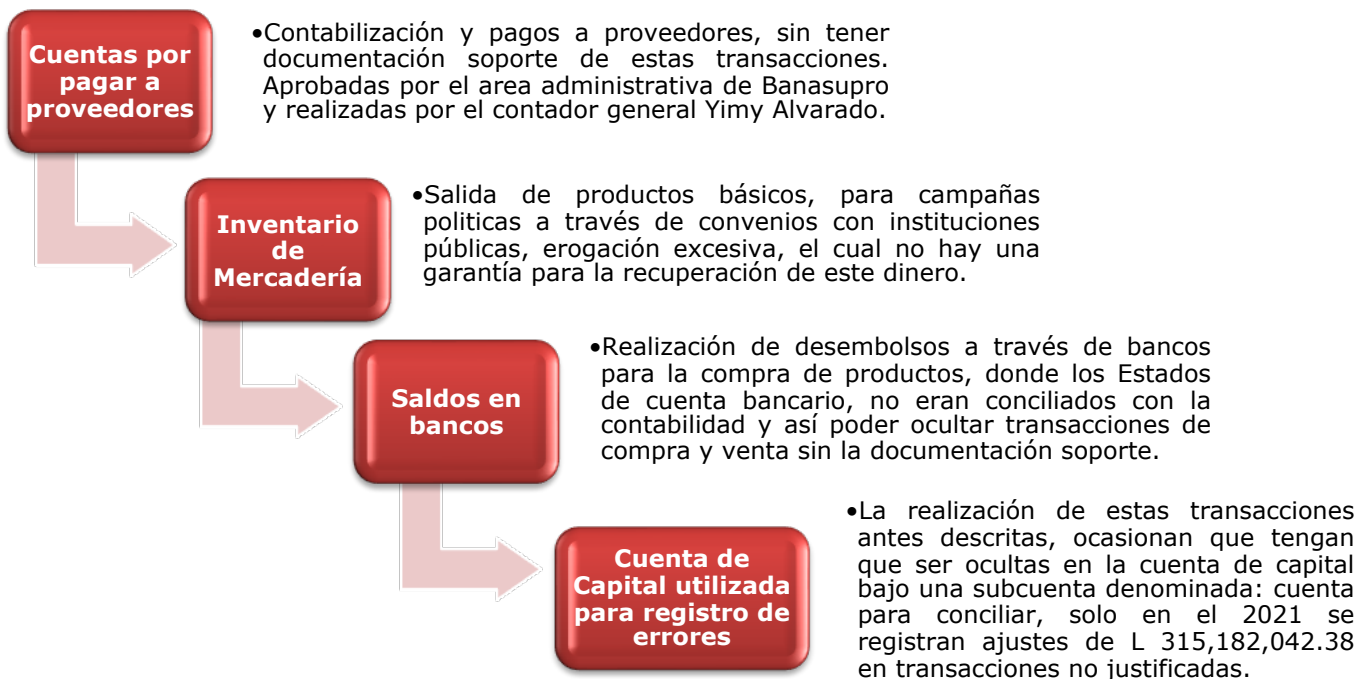 Cuentas por
pagar a
proveedores
•Contabilización y pagos a proveedores, sin tener
documentación soporte de estas transacciones.
Aprobadas por el area administrativa de Banasupro
y realizadas por el contador general Yimy Alvarado.
Inventario
de
Mercadería
•Salida de productos básicos, para campañas
politicas a través de convenios con instituciones
públicas, erogación excesiva, el cual no hay una
garantía para la recuperación de este dinero.
Saldos en
bancos
•Realización de desembolsos a través de bancos
para la compra de productos, donde los Estados
de cuenta bancario, no eran conciliados con la
contabilidad y así poder ocultar transacciones de
compra y venta sin la documentación soporte.
Cuenta de
Capital utilizada
para registro de
errores
•La realización de estas transacciones
antes descritas, ocasionan que tengan
que ser ocultas en la cuenta de capital
bajo una subcuenta denominada: cuenta
para conciliar, solo en el 2021 se
registran ajustes de L 315,182,042.38
en transacciones no justificadas.